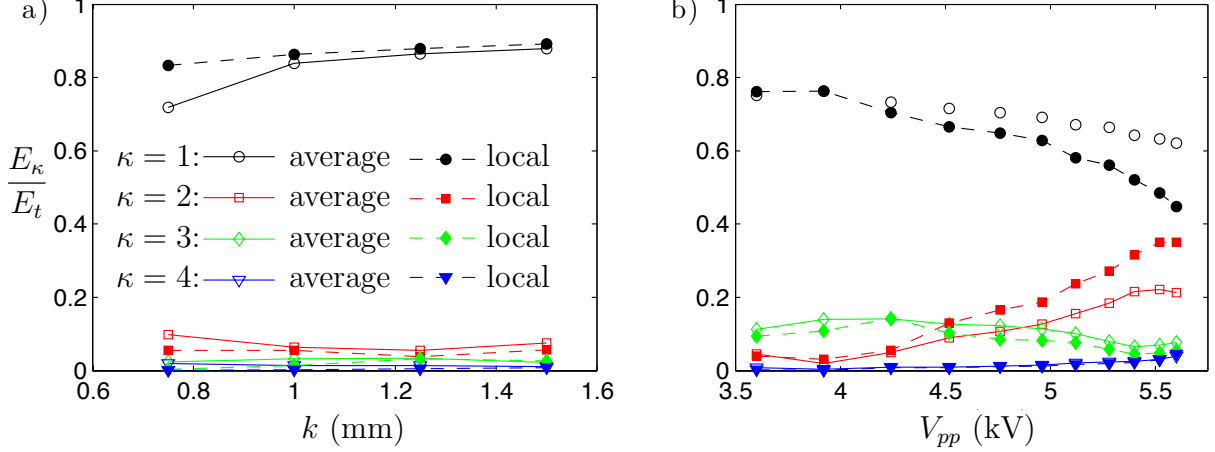 a)
b)
1
0.8
0.6
0.4
0.2
0
0.6 0.8 1.0 1.2 1.4 1.6
k (mm)
E_κ
E_t
κ = 1: average local
κ = 2: average local
κ = 3: average local
κ = 4: average local
1
0.8
0.6
0.4
0.2
0
3.5 4 4.5 5 5.5
V_pp (kV)